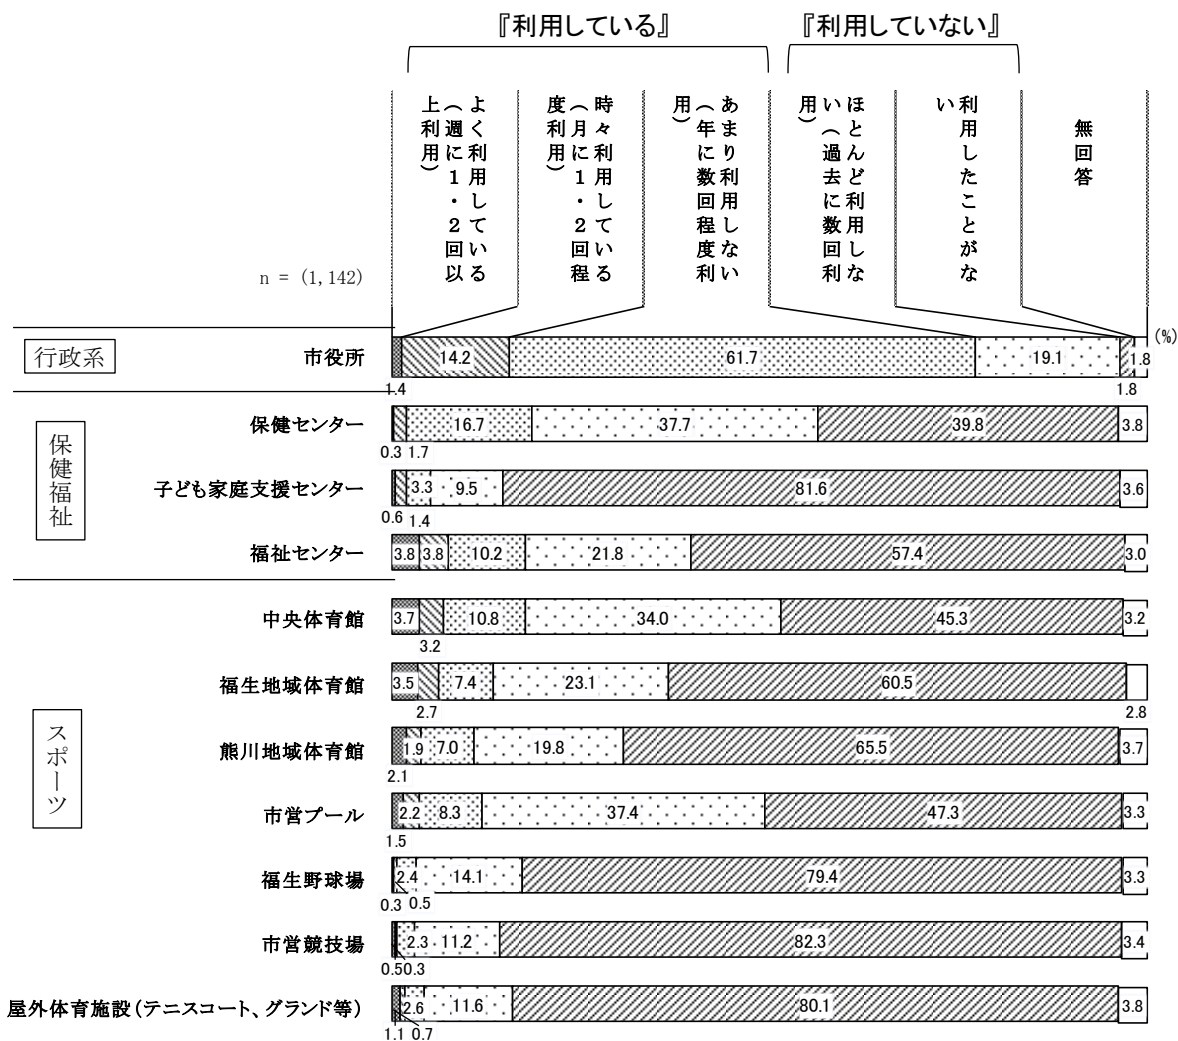 『利用している』
『利用していない』
よく利用している
（週に１・２回以
上利用）
時々利用している
（月に１・２回程
度利用）
あまり利用しない
（年に数回程度利
用）
ほとんど利用しな
い（過去に数回利
用）
利用したことがな
い
無回答
n = (1,142)
(%)
行政系
市役所
14.2 61.7 19.1 1.8
1.4 1.8
保健福祉
保健センター
16.7 37.7 39.8 3.8
0.3 1.7
子ども家庭支援センター
3.3 9.5 81.6 3.6
0.6 1.4
福祉センター
3.8 3.8 10.2 21.8 57.4 3.0
スポーツ
中央体育館
3.7 10.8 34.0 45.3 3.2
3.2
福生地域体育館
3.5 7.4 23.1 60.5
2.7 2.8
熊川地域体育館
1.9 7.0 19.8 65.5 3.7
2.1
市営プール
2.2 8.3 37.4 47.3 3.3
1.5
福生野球場
2.4 14.1 79.4 3.3
0.3 0.5
市営競技場
2.3 11.2 82.3 3.4
0.5 0.3
屋外体育施設（テニスコート、グランド等）
2.6 11.6 80.1 3.8
1.1 0.7